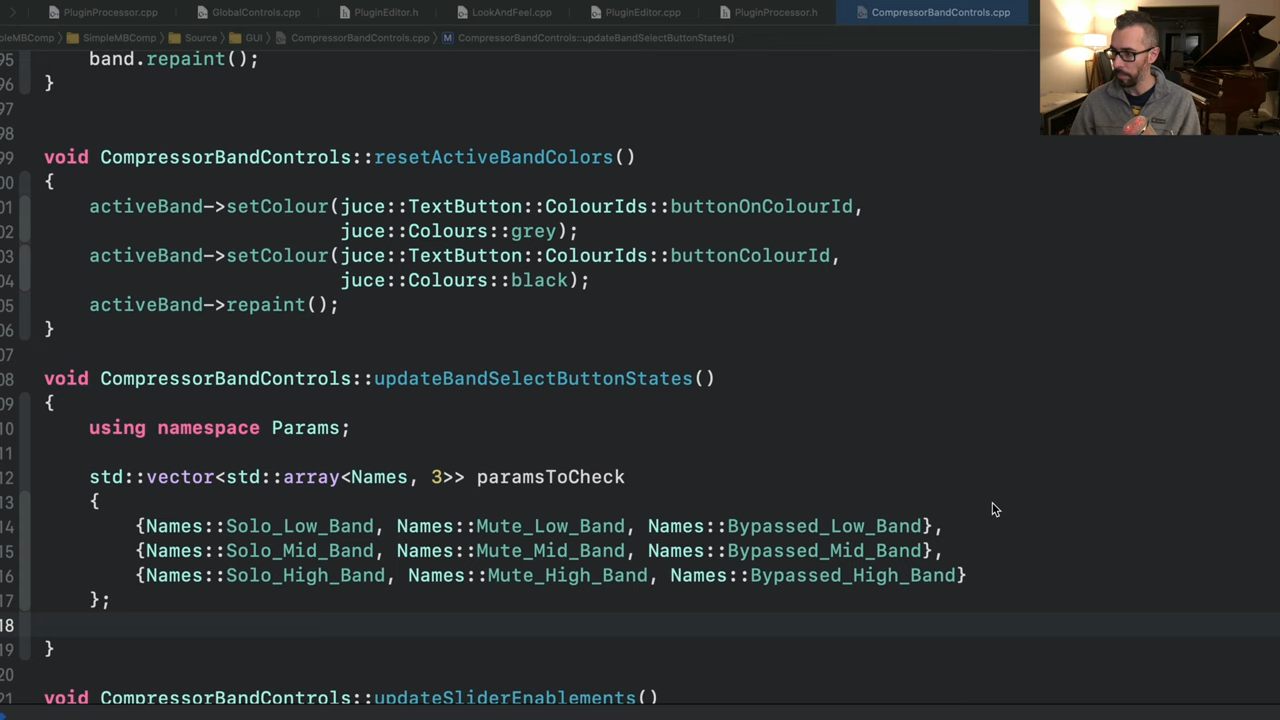 PluginProcessor.cpp GlobalControls.cpp PluginEditor.h LookAndFeel.cpp PluginEditor.cpp PluginProcessor.h CompressorBandControls.cpp
SimpleMBComp Source GUI CompressorBandControls.cpp M CompressorBandControls::updateBandSelectButtonStates()
95 band.repaint();
96 }
97
98
99 void CompressorBandControls::resetActiveBandColors()
00 {
01 activeBand->setColour(juce::TextButton::ColourIds::buttonOnColourId,
02 juce::Colours::grey);
03 activeBand->setColour(juce::TextButton::ColourIds::buttonColourId,
04 juce::Colours::black);
05 activeBand->repaint();
06 }
07
08 void CompressorBandControls::updateBandSelectButtonStates()
09 {
10 using namespace Params;
11
12 std::vector<std::array<Names, 3>> paramsToCheck
13 {
14 {Names::Solo_Low_Band, Names::Mute_Low_Band, Names::Bypassed_Low_Band},
15 {Names::Solo_Mid_Band, Names::Mute_Mid_Band, Names::Bypassed_Mid_Band},
16 {Names::Solo_High_Band, Names::Mute_High_Band, Names::Bypassed_High_Band}
17 };
18
19 }
20
21 void CompressorBandControls::updateSliderEnablements()